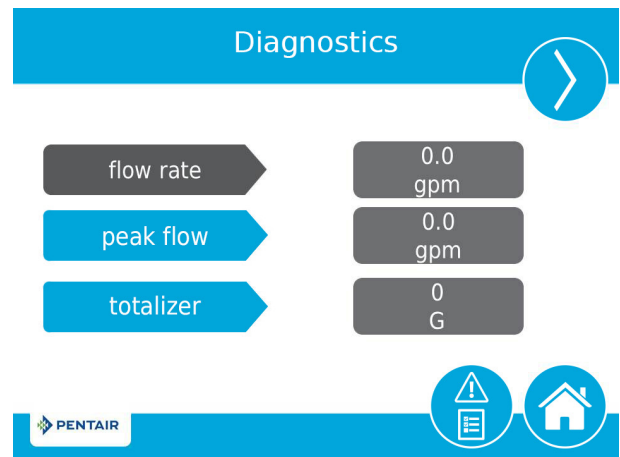 Diagnostics
flow rate
0.0
gpm
peak flow
0.0
gpm
totalizer
0
G
PENTAIR